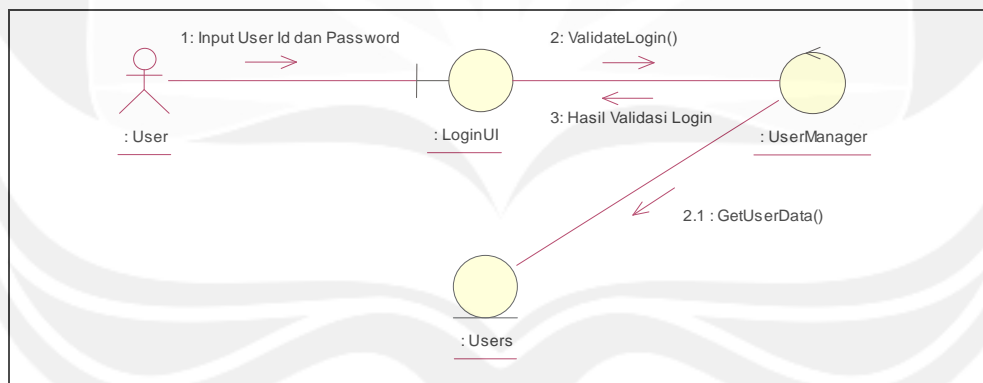 1: Input User Id dan Password
2: ValidateLogin()
3: Hasil Validasi Login
: User
: LoginUI
: UserManager
2.1 : GetUserData()
: Users